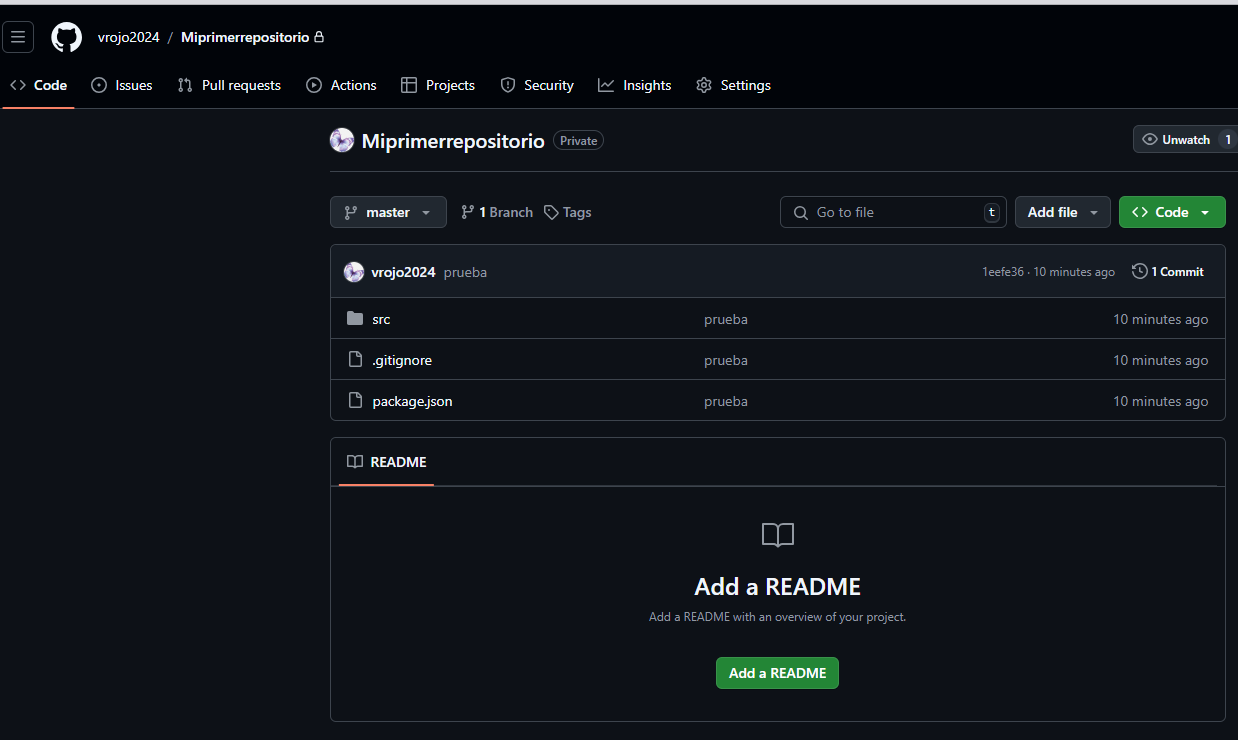 vrojo2024 / Miprimerrepositorio
Code Issues Pull requests Actions Projects Security Insights Settings
Miprimerrepositorio Private Unwatch 1
master 1 Branch Tags Go to file t Add file Code
vrojo2024 prueba 1eefe36 · 10 minutes ago 1 Commit
src prueba 10 minutes ago
.gitignore prueba 10 minutes ago
package.json prueba 10 minutes ago
README
Add a README
Add a README with an overview of your project.
Add a README